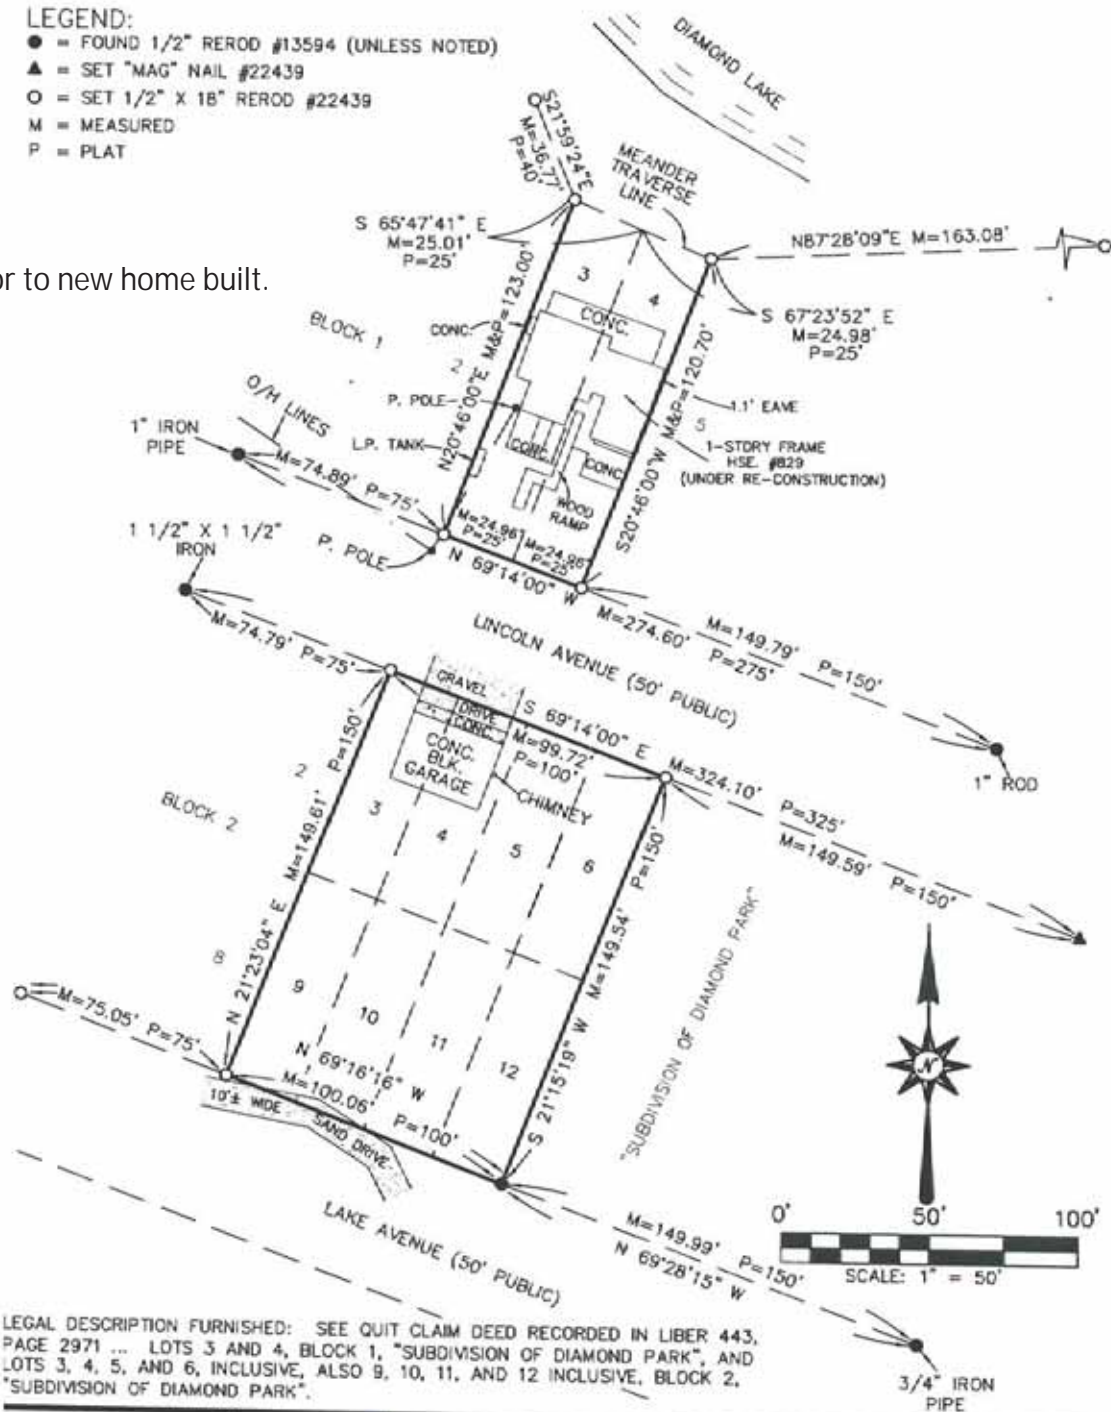 LEGEND:
● = FOUND 1/2" REROD #13594 (UNLESS NOTED)
▲ = SET "MAG" NAIL #22439
O = SET 1/2" X 18" REROD #22439
M = MEASURED
P = PLAT
DIAMOND LAKE
S21°59'24"E
M=36.77'
P=40'
MEANDER
TRAVERSE
LINE
S 65°47'41" E
M=25.01'
P=25'
N87°28'09"E M=163.08'
or to new home built.
3
4
CONC.
S 67°23'52" E
M=24.98'
P=25'
BLOCK 1
CONC.
2
N20°46'00"E M&P=123.00'
S20°46'00"W M&P=120.70'
O/H LINES
P. POLE
1.1' EAVE
5
1" IRON
PIPE
L.P. TANK
CONC.
CONC.
1-STORY FRAME
HSE. #829
(UNDER RE-CONSTRUCTION)
M=74.89' P=75'
WOOD
RAMP
1 1/2" X 1 1/2"
IRON
P. POLE
M=24.96'
P=25'
M=24.96'
P=25'
N 69°14'00" W
LINCOLN AVENUE (50' PUBLIC)
M=149.79' P=150'
M=274.60' P=275'
M=74.79' P=75'
GRAVEL
DRIVE
CONC.
S 69°14'00" E
M=99.72'
P=100'
CONC.
BLK.
GARAGE
CHIMNEY
M=324.10' P=325'
M=149.59' P=150'
1" ROD
BLOCK 2
2
3
4
5
6
N 21°23'04" E M=149.61' P=150'
S 21°15'19" W M=149.54' P=150'
"SUBDIVISION OF DIAMOND PARK"
8
9
10
11
12
M=75.05' P=75'
N 69°16'16" W
M=100.06' P=100'
10'± WIDE
SAND DRIVE
N
LAKE AVENUE (50' PUBLIC)
M=149.99' P=150'
N 69°28'15" W
0' 50' 100'
SCALE: 1" = 50'
3/4" IRON
PIPE
LEGAL DESCRIPTION FURNISHED: SEE QUIT CLAIM DEED RECORDED IN LIBER 443,
PAGE 2971 ... LOTS 3 AND 4, BLOCK 1, "SUBDIVISION OF DIAMOND PARK", AND
LOTS 3, 4, 5, AND 6, INCLUSIVE, ALSO 9, 10, 11, AND 12 INCLUSIVE, BLOCK 2,
"SUBDIVISION OF DIAMOND PARK".